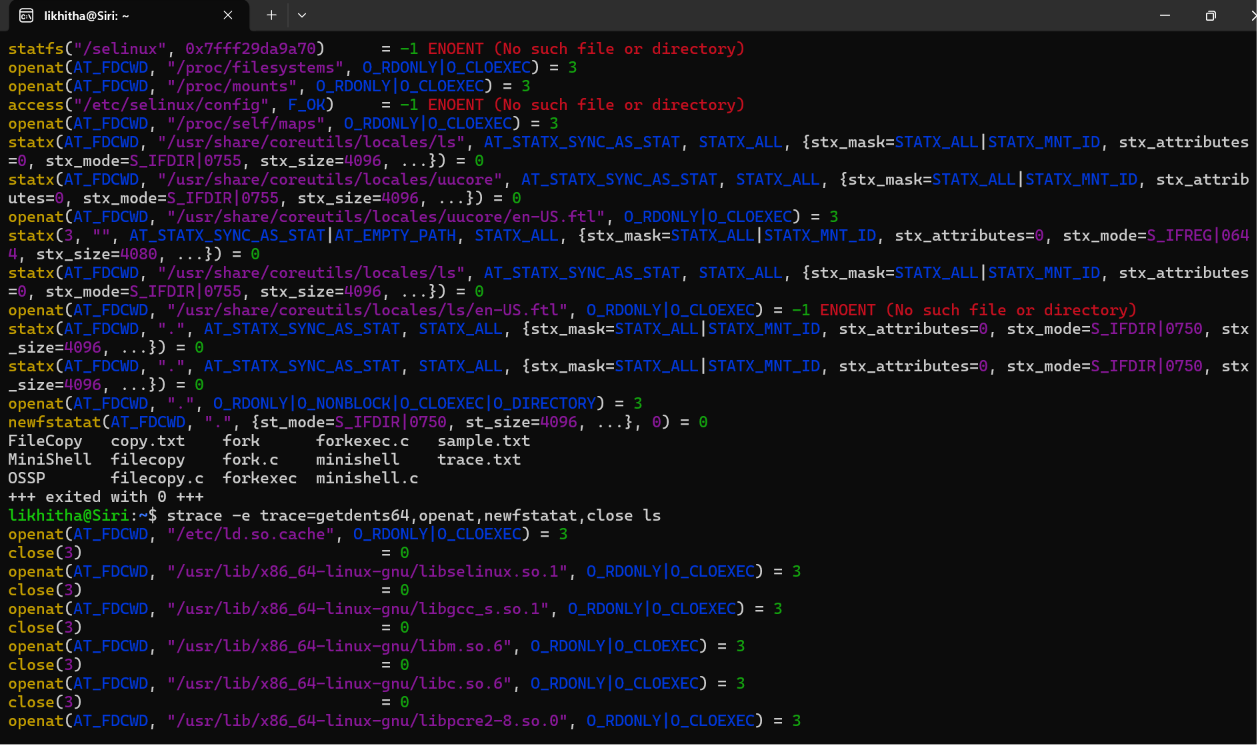 likhitha@Siri: ~
statfs("/selinux", 0x7fff29da9a70)      = -1 ENOENT (No such file or directory)
openat(AT_FDCWD, "/proc/filesystems", O_RDONLY|O_CLOEXEC) = 3
openat(AT_FDCWD, "/proc/mounts", O_RDONLY|O_CLOEXEC) = 3
access("/etc/selinux/config", F_OK)     = -1 ENOENT (No such file or directory)
openat(AT_FDCWD, "/proc/self/maps", O_RDONLY|O_CLOEXEC) = 3
statx(AT_FDCWD, "/usr/share/coreutils/locales/ls", AT_STATX_SYNC_AS_STAT, STATX_ALL, {stx_mask=STATX_ALL|STATX_MNT_ID, stx_attributes
=0, stx_mode=S_IFDIR|0755, stx_size=4096, ...}) = 0
statx(AT_FDCWD, "/usr/share/coreutils/locales/uucore", AT_STATX_SYNC_AS_STAT, STATX_ALL, {stx_mask=STATX_ALL|STATX_MNT_ID, stx_attrib
utes=0, stx_mode=S_IFDIR|0755, stx_size=4096, ...}) = 0
openat(AT_FDCWD, "/usr/share/coreutils/locales/uucore/en-US.ftl", O_RDONLY|O_CLOEXEC) = 3
statx(3, "", AT_STATX_SYNC_AS_STAT|AT_EMPTY_PATH, STATX_ALL, {stx_mask=STATX_ALL|STATX_MNT_ID, stx_attributes=0, stx_mode=S_IFREG|064
4, stx_size=4080, ...}) = 0
statx(AT_FDCWD, "/usr/share/coreutils/locales/ls", AT_STATX_SYNC_AS_STAT, STATX_ALL, {stx_mask=STATX_ALL|STATX_MNT_ID, stx_attributes
=0, stx_mode=S_IFDIR|0755, stx_size=4096, ...}) = 0
openat(AT_FDCWD, "/usr/share/coreutils/locales/ls/en-US.ftl", O_RDONLY|O_CLOEXEC) = -1 ENOENT (No such file or directory)
statx(AT_FDCWD, ".", AT_STATX_SYNC_AS_STAT, STATX_ALL, {stx_mask=STATX_ALL|STATX_MNT_ID, stx_attributes=0, stx_mode=S_IFDIR|0750, stx
_size=4096, ...}) = 0
statx(AT_FDCWD, ".", AT_STATX_SYNC_AS_STAT, STATX_ALL, {stx_mask=STATX_ALL|STATX_MNT_ID, stx_attributes=0, stx_mode=S_IFDIR|0750, stx
_size=4096, ...}) = 0
openat(AT_FDCWD, ".", O_RDONLY|O_NONBLOCK|O_CLOEXEC|O_DIRECTORY) = 3
newfstatat(AT_FDCWD, ".", {st_mode=S_IFDIR|0750, st_size=4096, ...}, 0) = 0
FileCopy   copy.txt    fork      forkexec.c   sample.txt
MiniShell  filecopy    fork.c    minishell    trace.txt
OSSP       filecopy.c  forkexec  minishell.c
+++ exited with 0 +++
likhitha@Siri:~$ strace -e trace=getdents64,openat,newfstatat,close ls
openat(AT_FDCWD, "/etc/ld.so.cache", O_RDONLY|O_CLOEXEC) = 3
close(3)                                = 0
openat(AT_FDCWD, "/usr/lib/x86_64-linux-gnu/libselinux.so.1", O_RDONLY|O_CLOEXEC) = 3
close(3)                                = 0
openat(AT_FDCWD, "/usr/lib/x86_64-linux-gnu/libgcc_s.so.1", O_RDONLY|O_CLOEXEC) = 3
close(3)                                = 0
openat(AT_FDCWD, "/usr/lib/x86_64-linux-gnu/libm.so.6", O_RDONLY|O_CLOEXEC) = 3
close(3)                                = 0
openat(AT_FDCWD, "/usr/lib/x86_64-linux-gnu/libc.so.6", O_RDONLY|O_CLOEXEC) = 3
close(3)                                = 0
openat(AT_FDCWD, "/usr/lib/x86_64-linux-gnu/libpcre2-8.so.0", O_RDONLY|O_CLOEXEC) = 3